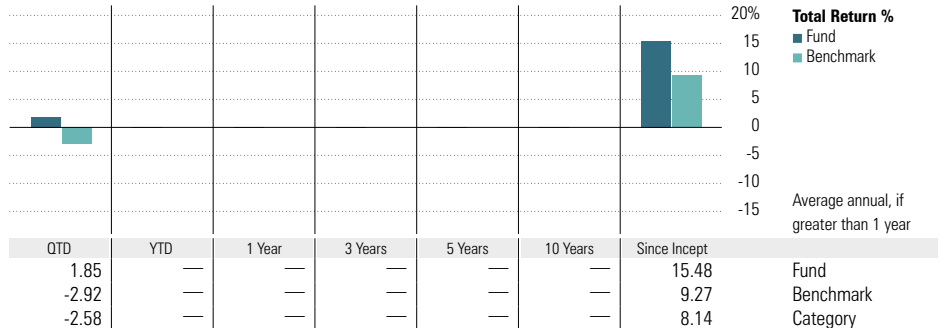 20%
15
10
5
0
-5
-10
-15
Total Return %
Fund
Benchmark
Average annual, if
greater than 1 year
QTD YTD 1 Year 3 Years 5 Years 10 Years Since Incept
1.85 — — — — — 15.48 Fund
-2.92 — — — — — 9.27 Benchmark
-2.58 — — — — — 8.14 Category